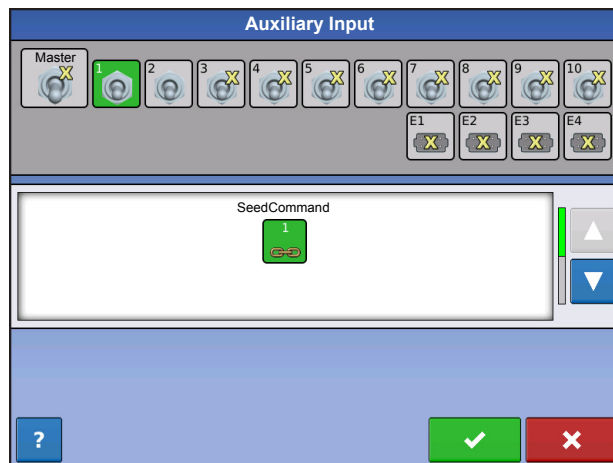 Auxiliary Input
Master X
1
2
3 X
4 X
5 X
6 X
7 X
8 X
9 X
10 X
E1 X
E2 X
E3 X
E4 X
SeedCommand
1
?